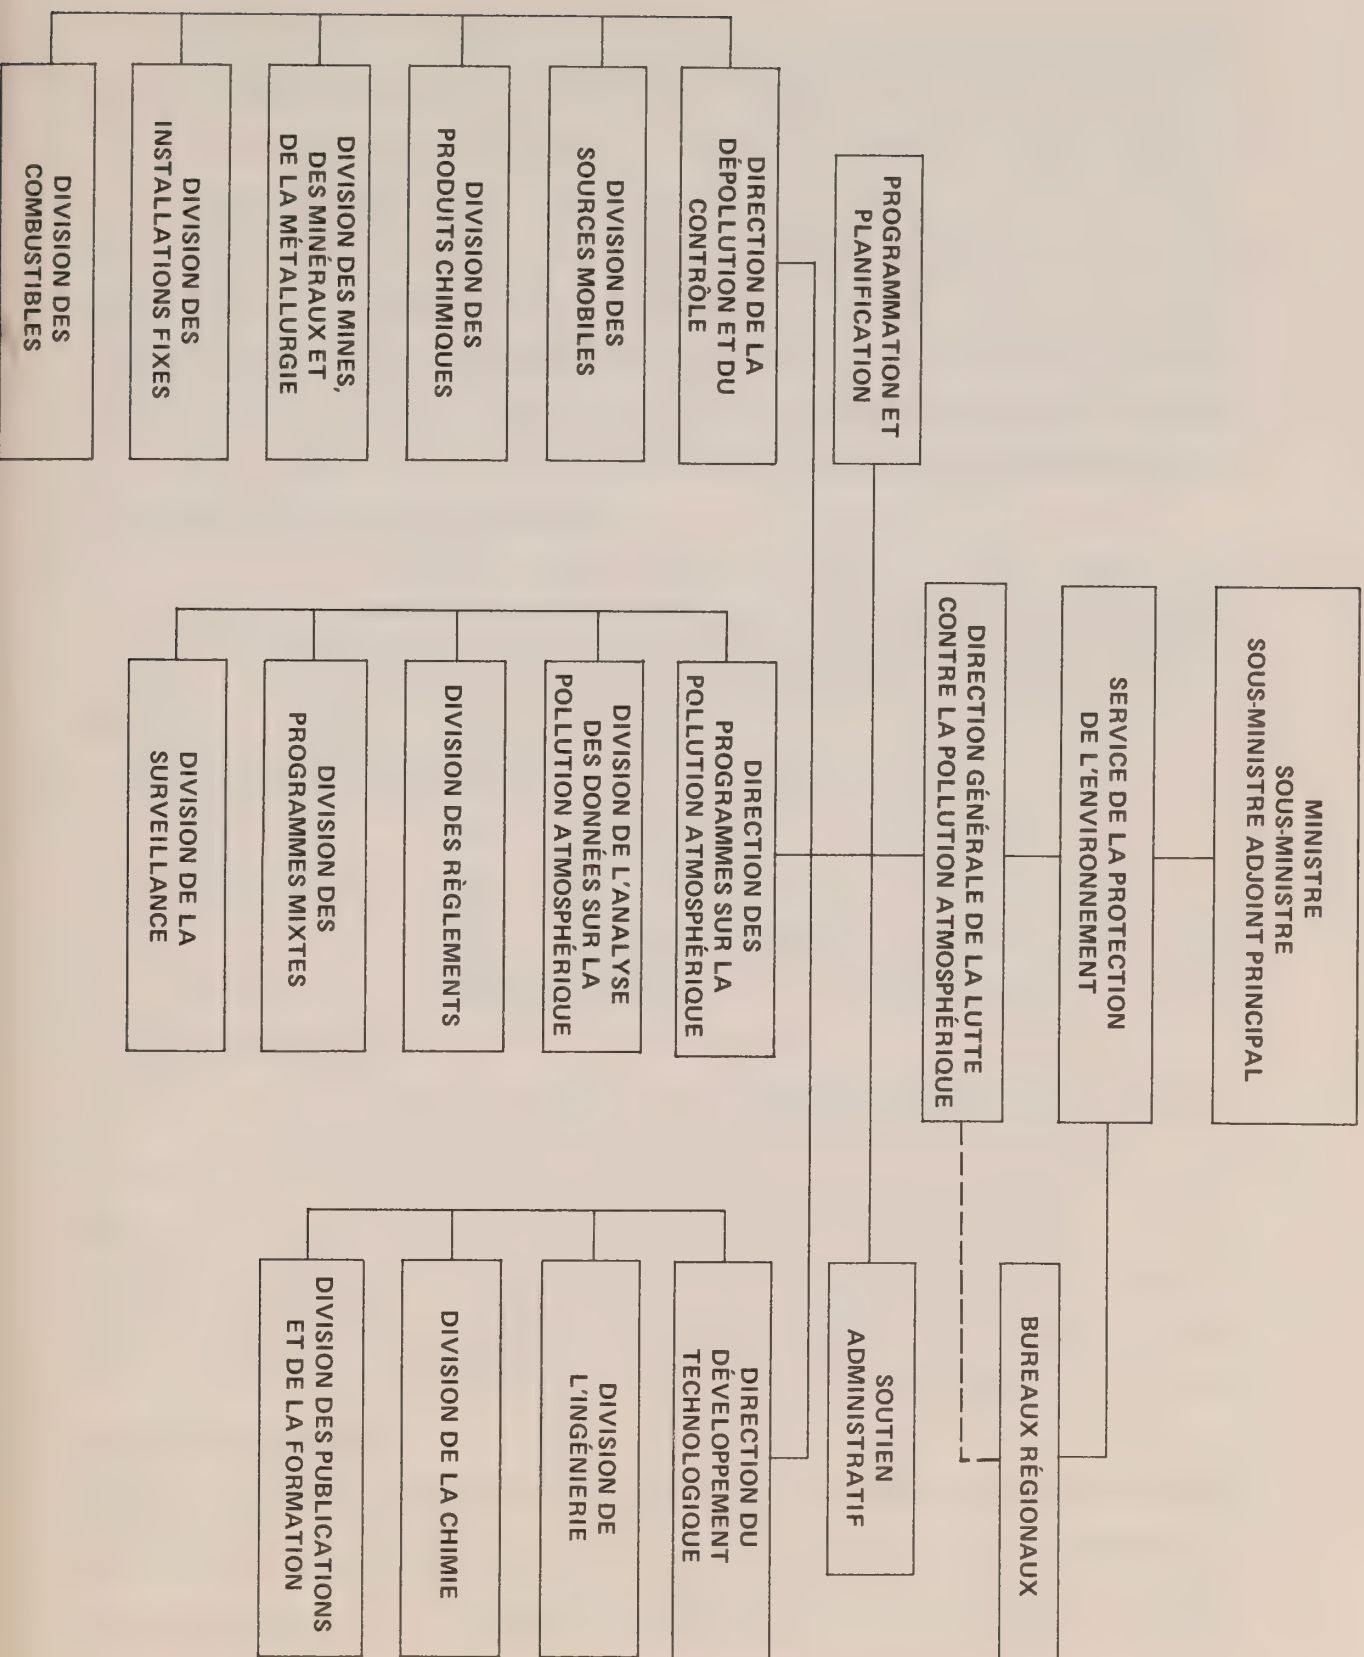 MINISTRE
SOUS-MINISTRE
SOUS-MINISTRE ADJOINT PRINCIPAL
SERVICE DE LA PROTECTION
DE L'ENVIRONNEMENT
BUREAUX RÉGIONAUX
DIRECTION GÉNÉRALE DE LA LUTTE
CONTRE LA POLLUTION ATMOSPHÉRIQUE
PROGRAMMATION ET
PLANIFICATION
SOUTIEN
ADMINISTRATIF
DIRECTION DE LA
DÉPOLLUTION ET DU
CONTRÔLE
DIVISION DES
SOURCES MOBILES
DIVISION DES
PRODUITS CHIMIQUES
DIVISION DES MINES,
DES MINÉRAUX ET
DE LA MÉTALLURGIE
DIVISION DES
INSTALLATIONS FIXES
DIVISION DES
COMBUSTIBLES
DIRECTION DES
PROGRAMMES SUR LA
POLLUTION ATMOSPHÉRIQUE
DIVISION DE L'ANALYSE
DES DONNÉES SUR LA
POLLUTION ATMOSPHÉRIQUE
DIVISION DES RÈGLEMENTS
DIVISION DES
PROGRAMMES MIXTES
DIVISION DE LA
SURVEILLANCE
DIRECTION DU
DÉVELOPPEMENT
TECHNOLOGIQUE
DIVISION DE
L'INGÉNIERIE
DIVISION DE LA CHIMIE
DIVISION DES PUBLICATIONS
ET DE LA FORMATION